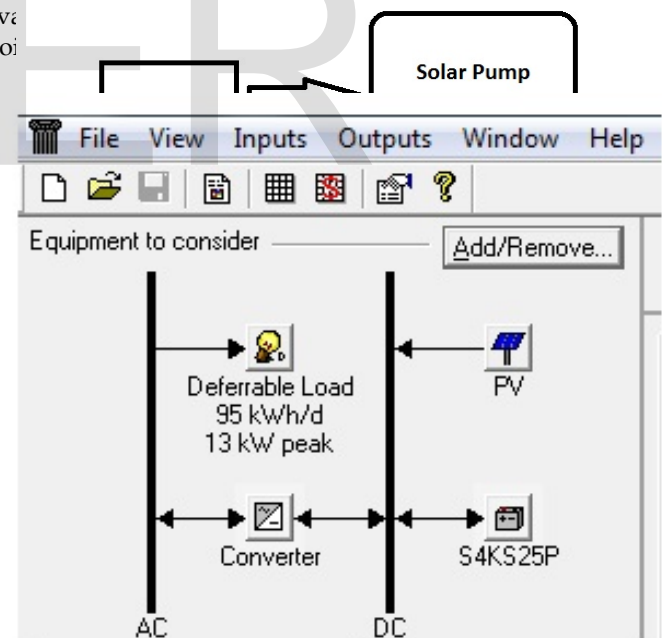 ER
Solar Pump
File View Inputs Outputs Window Help
Equipment to consider Add/Remove...
Deferrable Load
95 kWh/d
13 kW peak
PV
Converter
S4KS25P
AC DC